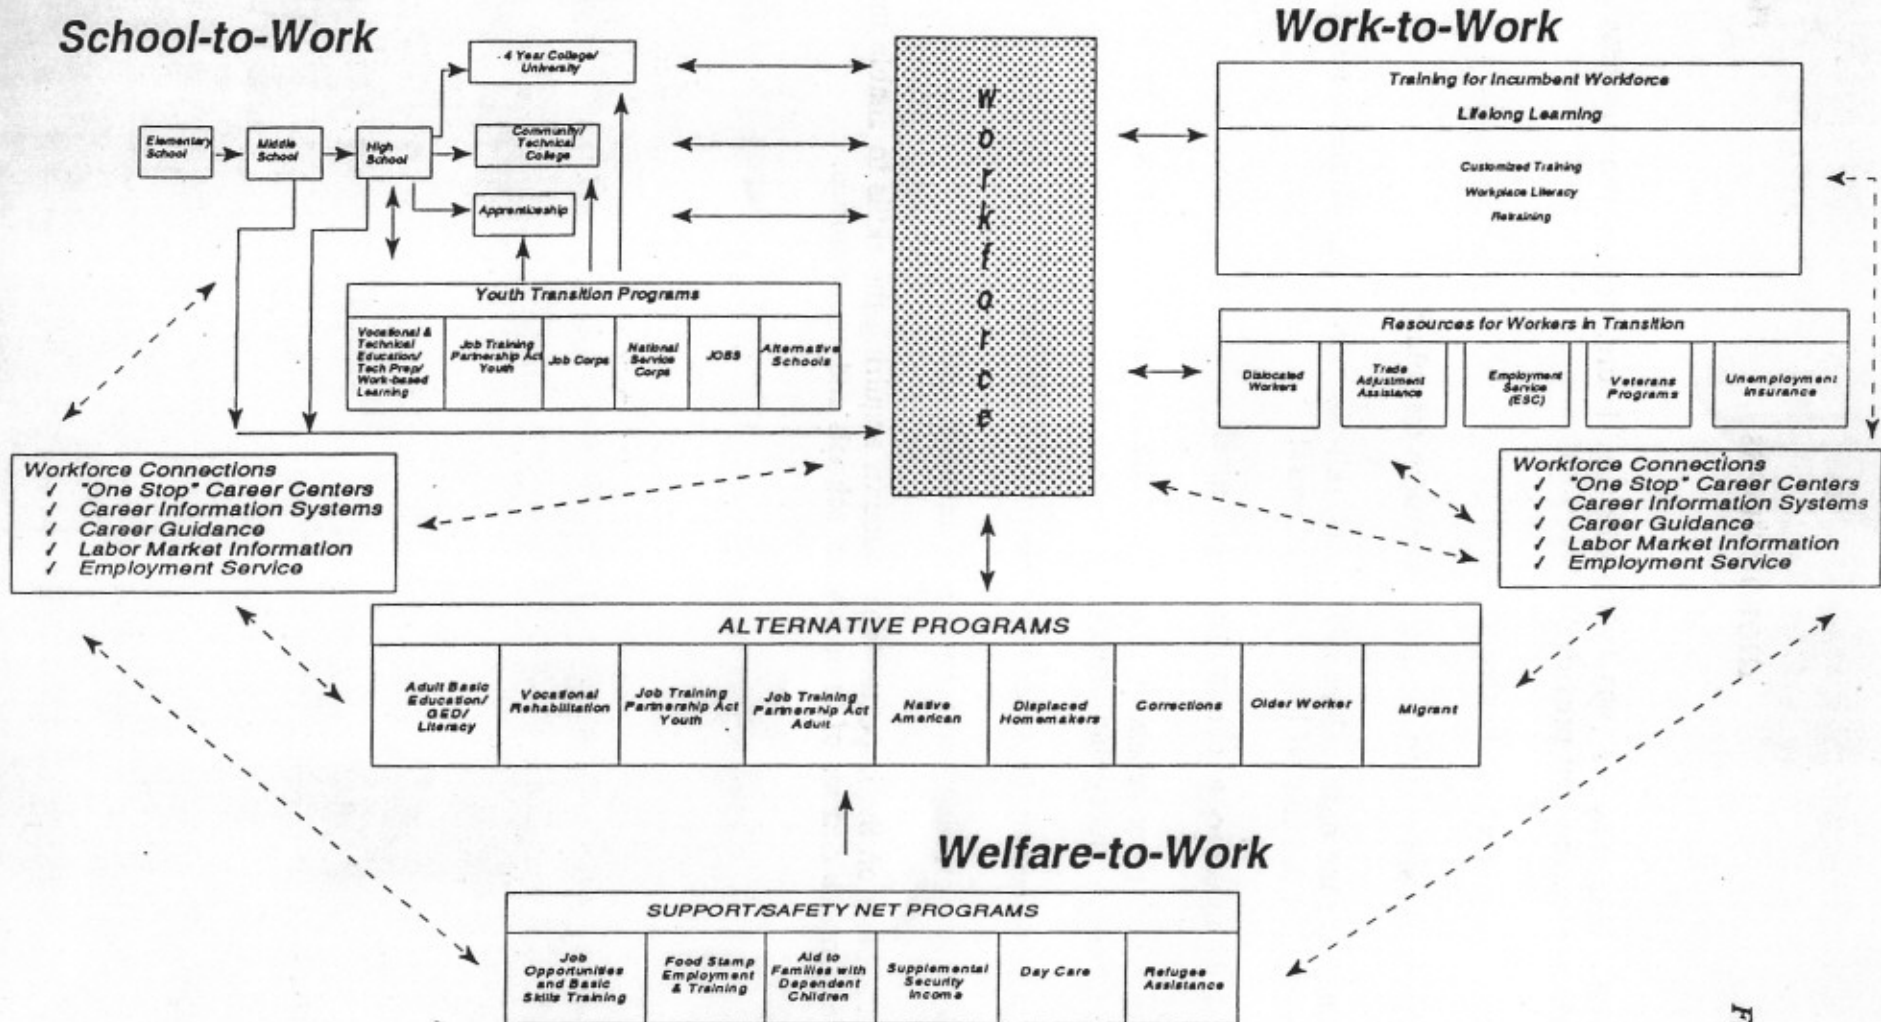 School-to-Work
4 Year College/
University
Elementary
School
Middle
School
High
School
Community/
Technical
College
Apprenticeship
Youth Transition Programs
Vocational &
Technical
Education/
Tech Prep/
Work-based
Learning
Job Training
Partnership Act
Youth
Job Corps
National
Service
Corps
JOBS
Alternative
Schools
Workforce
Work-to-Work
Training for Incumbent Workforce
Lifelong Learning
Customized Training
Workplace Literacy
Retraining
Resources for Workers in Transition
Dislocated
Workers
Trade
Adjustment
Assistance
Employment
Service
(ESC)
Veterans
Programs
Unemployment
Insurance
Workforce Connections
✓ "One Stop" Career Centers
✓ Career Information Systems
✓ Career Guidance
✓ Labor Market Information
✓ Employment Service
Workforce Connections
✓ "One Stop" Career Centers
✓ Career Information Systems
✓ Career Guidance
✓ Labor Market Information
✓ Employment Service
ALTERNATIVE PROGRAMS
Adult Basic
Education/
GED/
Literacy
Vocational
Rehabilitation
Job Training
Partnership Act
Youth
Job Training
Partnership Act
Adult
Native
American
Displaced
Homemakers
Corrections
Older Worker
Migrant
Welfare-to-Work
SUPPORT/SAFETY NET PROGRAMS
Job
Opportunities
and Basic
Skills Training
Food Stamp
Employment
& Training
Aid to
Families with
Dependent
Children
Supplemental
Security
Income
Day Care
Refugee
Assistance